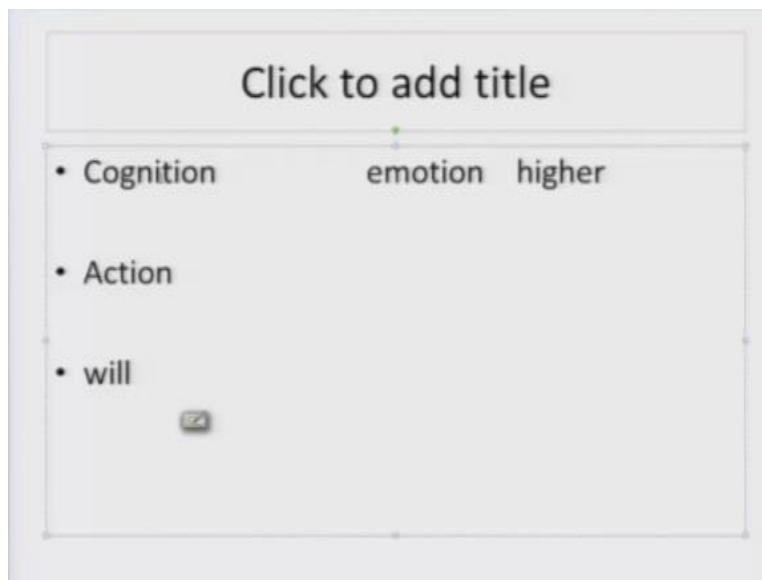 Click to add title
• Cognition emotion higher
• Action
• will